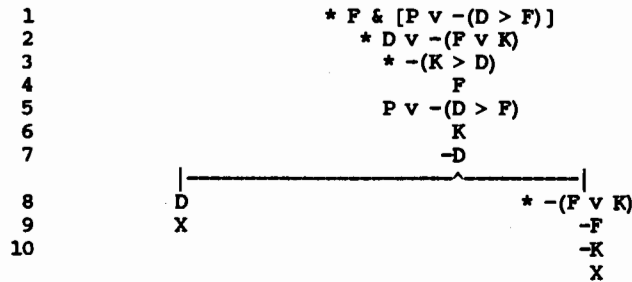 1 * F & [P v -(D > F)]
2 * D v -(F v K)
3 * -(K > D)
4 F
5 P v -(D > F)
6 K
7 -D
8 D * -(F v K)
9 X -F
10 -K
X